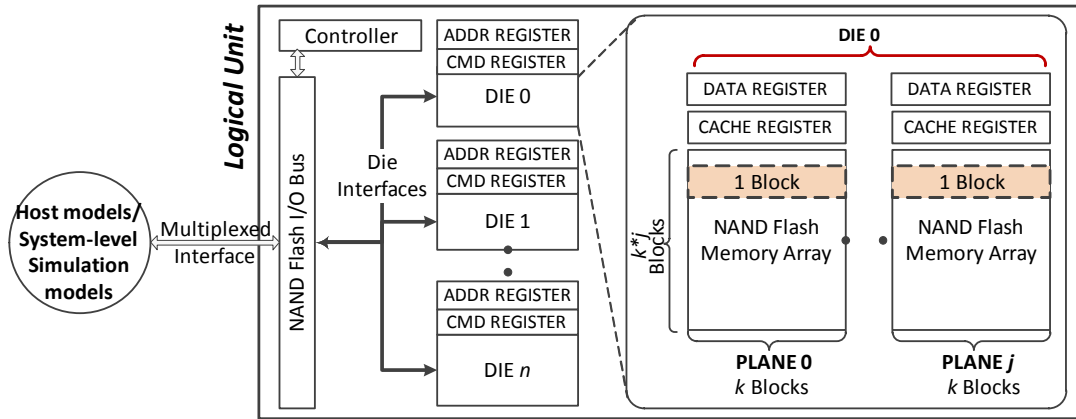 Host models/
System-level
Simulation
models
Multiplexed
Interface
Logical Unit
Controller
NAND Flash I/O Bus
Die
Interfaces
ADDR REGISTER
CMD REGISTER
DIE 0
ADDR REGISTER
CMD REGISTER
DIE 1
ADDR REGISTER
CMD REGISTER
DIE n
DIE 0
DATA REGISTER
CACHE REGISTER
1 Block
NAND Flash
Memory Array
k*j
Blocks
PLANE 0
k Blocks
DATA REGISTER
CACHE REGISTER
1 Block
NAND Flash
Memory Array
PLANE j
k Blocks